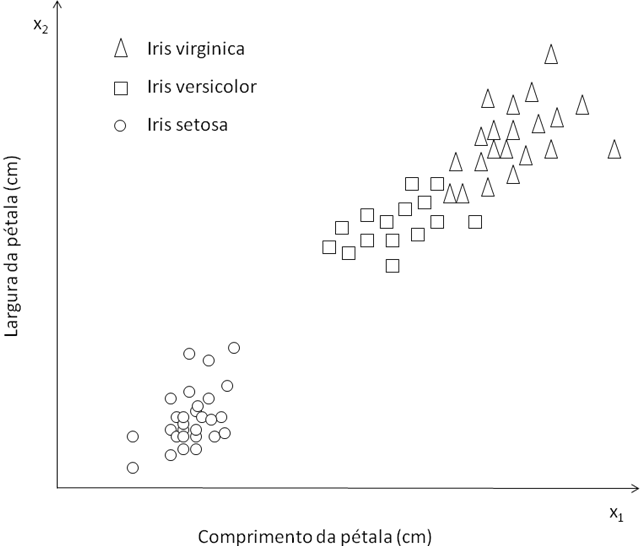 x2
Iris virginica
Iris versicolor
Iris setosa
Largura da pétala (cm)
x1
Comprimento da pétala (cm)